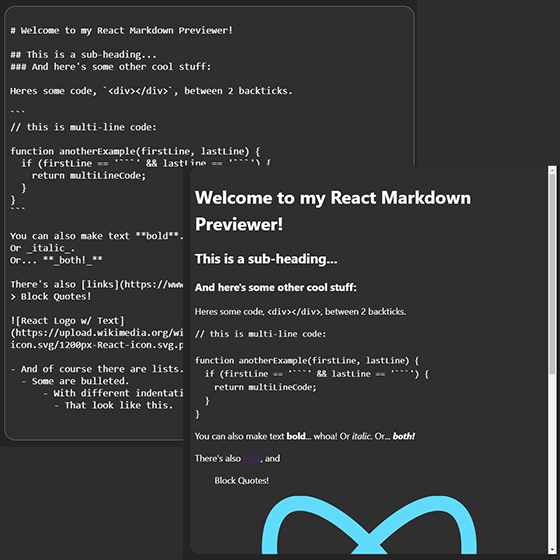 # Welcome to my React Markdown Previewer!
## This is a sub-heading...
### And here's some other cool stuff:
Heres some code, `<div></div>`, between 2 backticks.
```
// this is multi-line code:
function anotherExample(firstLine, lastLine) {
if (firstLine == '```' && lastLine == '```') {
return multiLineCode;
}
}
```
You can also make text **bold**.
Or _italic_.
Or... **_both!_**
There's also [links](https://www
> Block Quotes!
![React Logo w/ Text]
(https://upload.wikimedia.org/wi
icon.svg/1200px-React-icon.svg.p
- And of course there are lists.
- Some are bulleted.
- With different indentati
- That look like this.
Welcome to my React Markdown
Previewer!
This is a sub-heading...
And here's some other cool stuff:
Heres some code, <div></div>, between 2 backticks.
// this is multi-line code:
function anotherExample(firstLine, lastLine) {
if (firstLine == '```' && lastLine == '```') {
return multiLineCode;
}
}
You can also make text bold... whoa! Or italic. Or... both!
There's also links, and
Block Quotes!